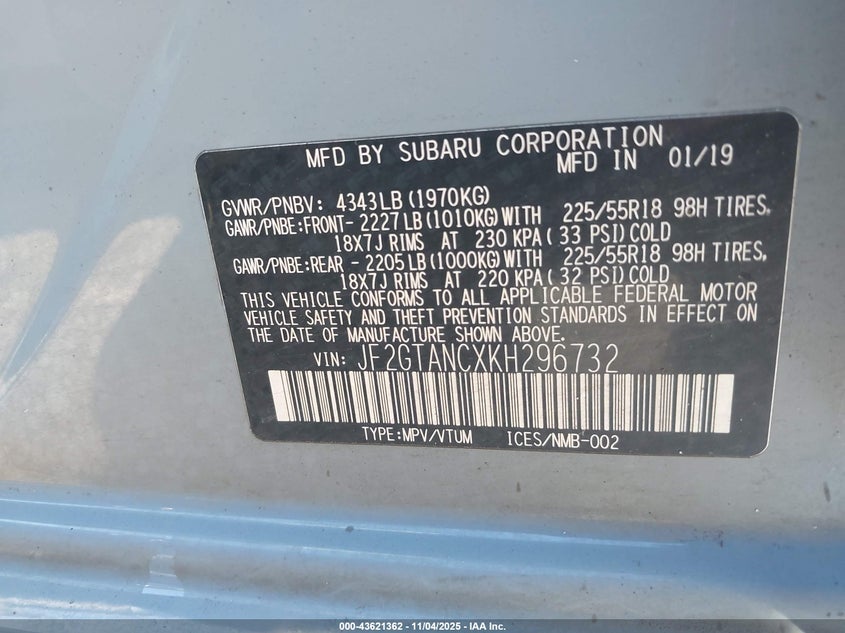 MFD BY SUBARU CORPORATION
MFD IN 01/19
GVWR/PNBV: 4343LB (1970KG)
GAWR/PNBE:FRONT- 2227LB (1010KG) WITH 225/55R18 98H TIRES,
18X7J RIMS AT 230 KPA ( 33 PSI) COLD
GAWR/PNBE:REAR - 2205LB (1000KG) WITH 225/55R18 98H TIRES,
18X7J RIMS AT 220 KPA ( 32 PSI) COLD
THIS VEHICLE CONFORMS TO ALL APPLICABLE FEDERAL MOTOR
VEHICLE SAFETY AND THEFT PREVENTION STANDARDS IN EFFECT ON
THE DATE OF MANUFACTURE SHOWN ABOVE.
VIN: JF2GTANCXKH296732
TYPE:MPV/VTUM ICES/NMB-002
000-43621362 - 11/04/2025 - IAA Inc.